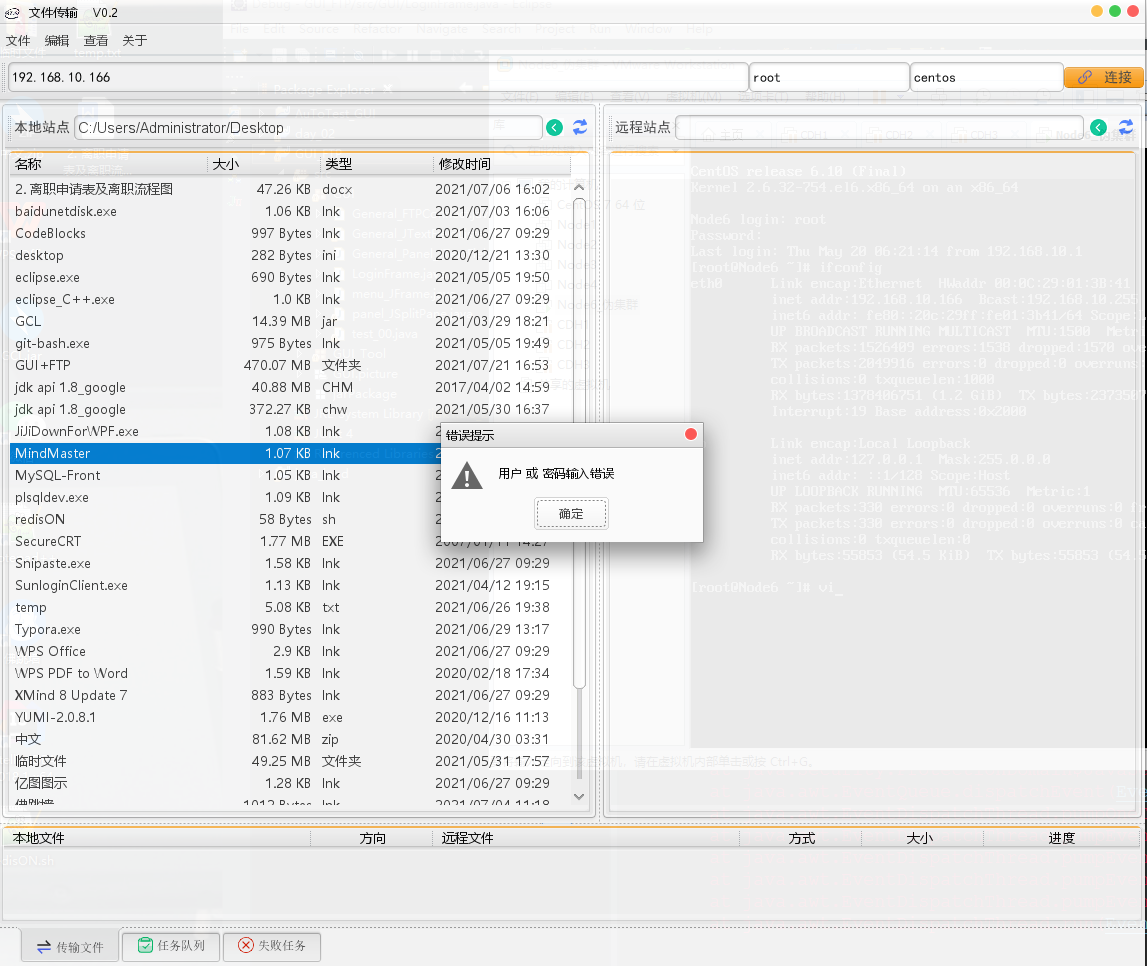 文件传输 V0.2
文件 编辑 查看 关于
192.168.10.166 root centos 连接
本地站点 C:/Users/Administrator/Desktop 远程站点
名称 大小 类型 修改时间
2. 离职申请表及离职流程图 47.26 KB docx 2021/07/06 16:02
baidunetdisk.exe 1.06 KB lnk 2021/07/03 16:06
CodeBlocks 997 Bytes lnk 2021/06/27 09:29
desktop 282 Bytes ini 2020/12/21 13:30
eclipse.exe 690 Bytes lnk 2021/05/05 19:50
eclipse_C++.exe 1.0 KB lnk 2021/06/27 09:29
GCL 14.39 MB jar 2021/03/29 18:21
git-bash.exe 975 Bytes lnk 2021/05/05 19:49
GUI+FTP 470.07 MB 文件夹 2021/07/21 16:53
jdk api 1.8_google 40.88 MB CHM 2017/04/02 14:59
jdk api 1.8_google 372.27 KB chw 2021/05/30 16:37
JiJiDownForWPF.exe 1.08 KB lnk
MindMaster 1.07 KB lnk
MySQL-Front 1.05 KB lnk
plsqldev.exe 1.09 KB lnk
redisON 58 Bytes sh
SecureCRT 1.77 MB EXE 2007/01/11 14:27
Snipaste.exe 1.58 KB lnk 2021/06/27 09:29
SunloginClient.exe 1.13 KB lnk 2021/04/12 19:15
temp 5.08 KB txt 2021/06/26 19:38
Typora.exe 990 Bytes lnk 2021/06/29 13:17
WPS Office 2.9 KB lnk 2021/06/27 09:29
WPS PDF to Word 1.59 KB lnk 2020/02/18 17:34
XMind 8 Update 7 883 Bytes lnk 2021/06/27 09:29
YUMI-2.0.8.1 1.76 MB exe 2020/12/16 11:13
中文 81.62 MB zip 2020/04/30 03:31
临时文件 49.25 MB 文件夹 2021/05/31 17:57
亿图图示 1.28 KB lnk 2021/06/27 09:29
佛跳墙 1012 Bytes lnk 2021/07/04 11:18
错误提示
用户 或 密码输入错误
确定
CentOS release 6.10 (Final)
Kernel 2.6.32-754.el6.x86_64 on an x86_64
Node6 login: root
Password:
Last login: Thu May 20 06:21:14 from 192.168.10.1
[root@Node6 ~]# ifconfig
eth0 Link encap:Ethernet HWaddr 00:0C:29:01:3B:41
inet addr:192.168.10.166 Bcast:192.168.10.255
inet6 addr: fe80::20c:29ff:fe01:3b41/64 Scope:
UP BROADCAST RUNNING MULTICAST MTU:1500 Metric
RX packets:1526409 errors:1538 dropped:1570 over
TX packets:2849916 errors:0 dropped:0 overruns:
collisions:0 txqueuelen:1000
RX bytes:1370406751 (1.2 GiB) TX bytes:2373507
Interrupt:19 Base address:0x2000
Link encap:Local Loopback
inet addr:127.0.0.1 Mask:255.0.0.0
inet6 addr: ::1/128 Scope:Host
UP LOOPBACK RUNNING MTU:65536 Metric:1
RX packets:330 errors:0 dropped:0 overruns:0 f
TX packets:330 errors:0 dropped:0 overruns:0
collisions:0 txqueuelen:0
RX bytes:55853 (54.5 KiB) TX bytes:55853 (54.5
[root@Node6 ~]# vi_
本地文件 方向 远程文件 方式 大小 进度
传输文件 任务队列 失败任务